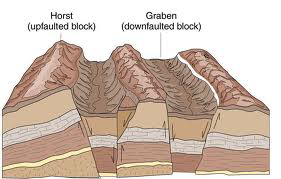 Horst
(upfaulted block)
Graben
(downfaulted block)